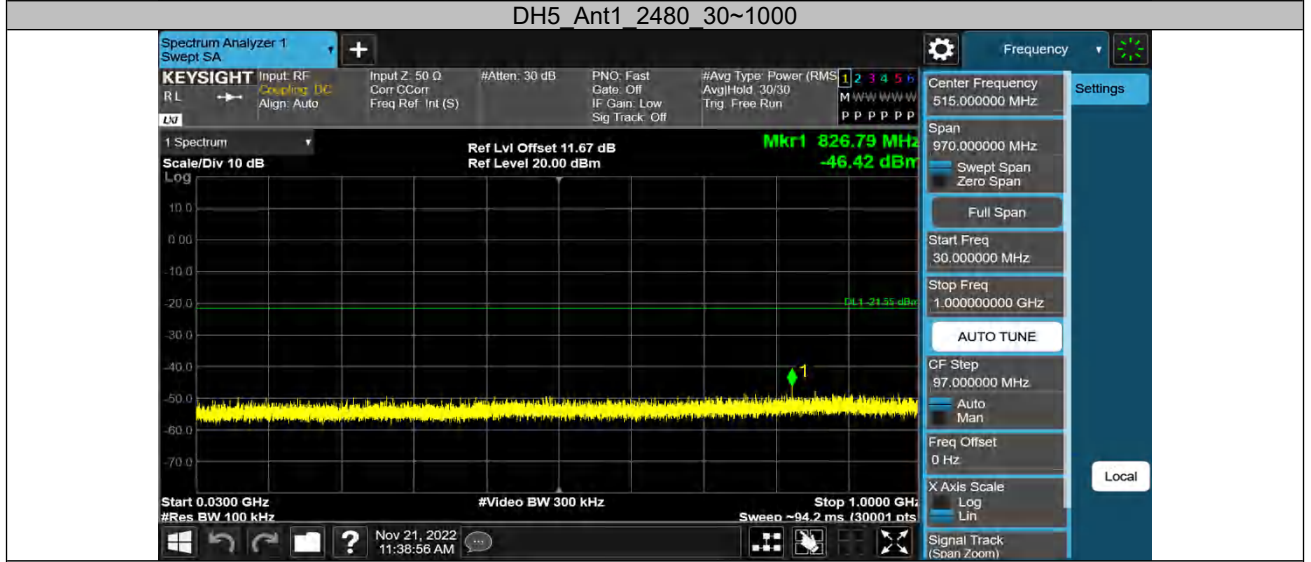 DH5_Ant1_2480_30~1000
Spectrum Analyzer 1
Swept SA
+
Frequency
KEYSIGHT
RL
LXI
Input: RF
Coupling: DC
Align: Auto
Input Z: 50 Ω
Corr CCorr
Freq Ref: Int (S)
#Atten: 30 dB
PNO: Fast
Gate: Off
IF Gain: Low
Sig Track: Off
#Avg Type: Power (RMS
Avg|Hold: 30/30
Trig: Free Run
1 2 3 4 5 6
M W W W W W
P P P P P P
1 Spectrum
Scale/Div 10 dB
Log
Ref Lvl Offset 11.67 dB
Ref Level 20.00 dBm
Mkr1 826.79 MHz
-46.42 dBm
10.0
0.00
-10.0
-20.0
DL1 -21.55 dBm
-30.0
-40.0
1
-50.0
-60.0
-70.0
Start 0.0300 GHz
#Res BW 100 kHz
#Video BW 300 kHz
Stop 1.0000 GHz
Sweep ~94.2 ms (30001 pts
?
Nov 21, 2022
11:38:56 AM
Center Frequency
515.000000 MHz
Settings
Span
970.000000 MHz
Swept Span
Zero Span
Full Span
Start Freq
30.000000 MHz
Stop Freq
1.000000000 GHz
AUTO TUNE
CF Step
97.000000 MHz
Auto
Man
Freq Offset
0 Hz
X Axis Scale
Log
Lin
Local
Signal Track
(Span Zoom)